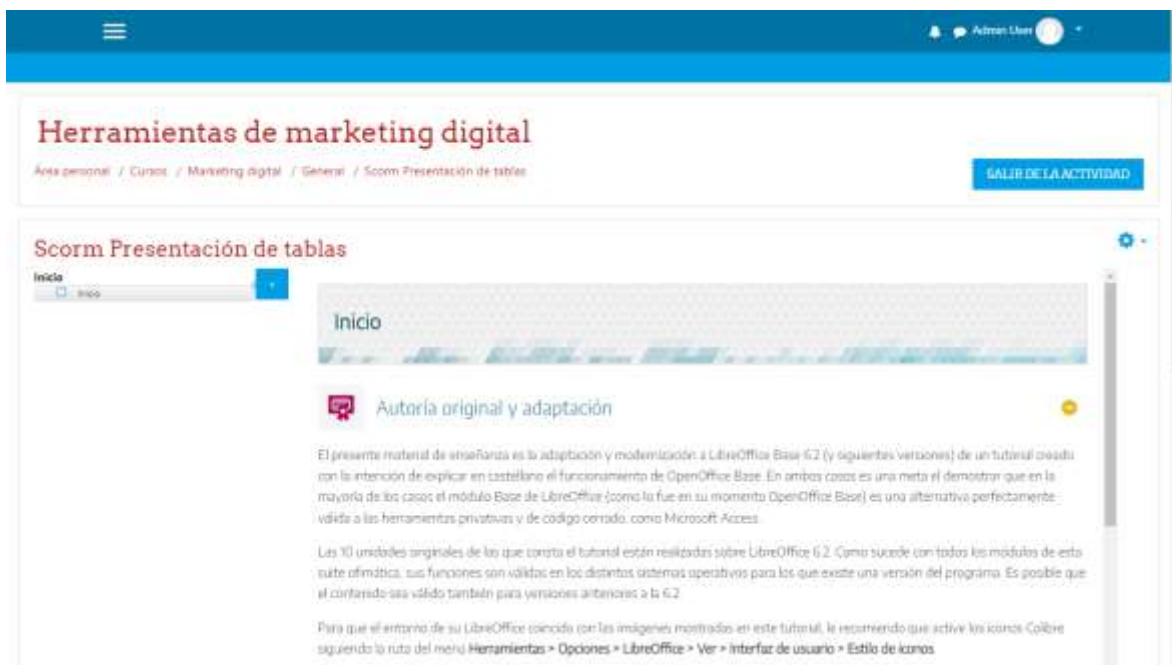 Admin User
Herramientas de marketing digital
Área personal / Cursos / Marketing digital / General / Scorm Presentación de tablas
SALIR DE LA ACTIVIDAD
Scorm Presentación de tablas
Inicio
Inicio
Inicio
Autoría original y adaptación
El presente material de enseñanza es la adaptación y modernización a LibreOffice Base 6.2 (y siguientes versiones) de un tutorial creado
con la intención de explicar en castellano el funcionamiento de OpenOffice Base. En ambos casos es una meta el demostrar que en la
mayoría de los casos el módulo Base de LibreOffice (como lo fue en su momento OpenOffice Base) es una alternativa perfectamente
válida a las herramientas privativas y de código cerrado, como Microsoft Access.
Las 10 unidades originales de las que consta el tutorial están realizadas sobre LibreOffice 6.2. Como sucede con todos los módulos de esta
suite ofimática, sus funciones son válidas en los distintos sistemas operativos para los que existe una versión del programa. Es posible que
el contenido sea válido también para versiones anteriores a la 6.2
Para que el entorno de su LibreOffice coincida con las imágenes mostradas en este tutorial, le recomiendo que active los iconos Colibre
siguiendo la ruta del menú Herramientas > Opciones > LibreOffice > Ver > Interfaz de usuario > Estilo de iconos